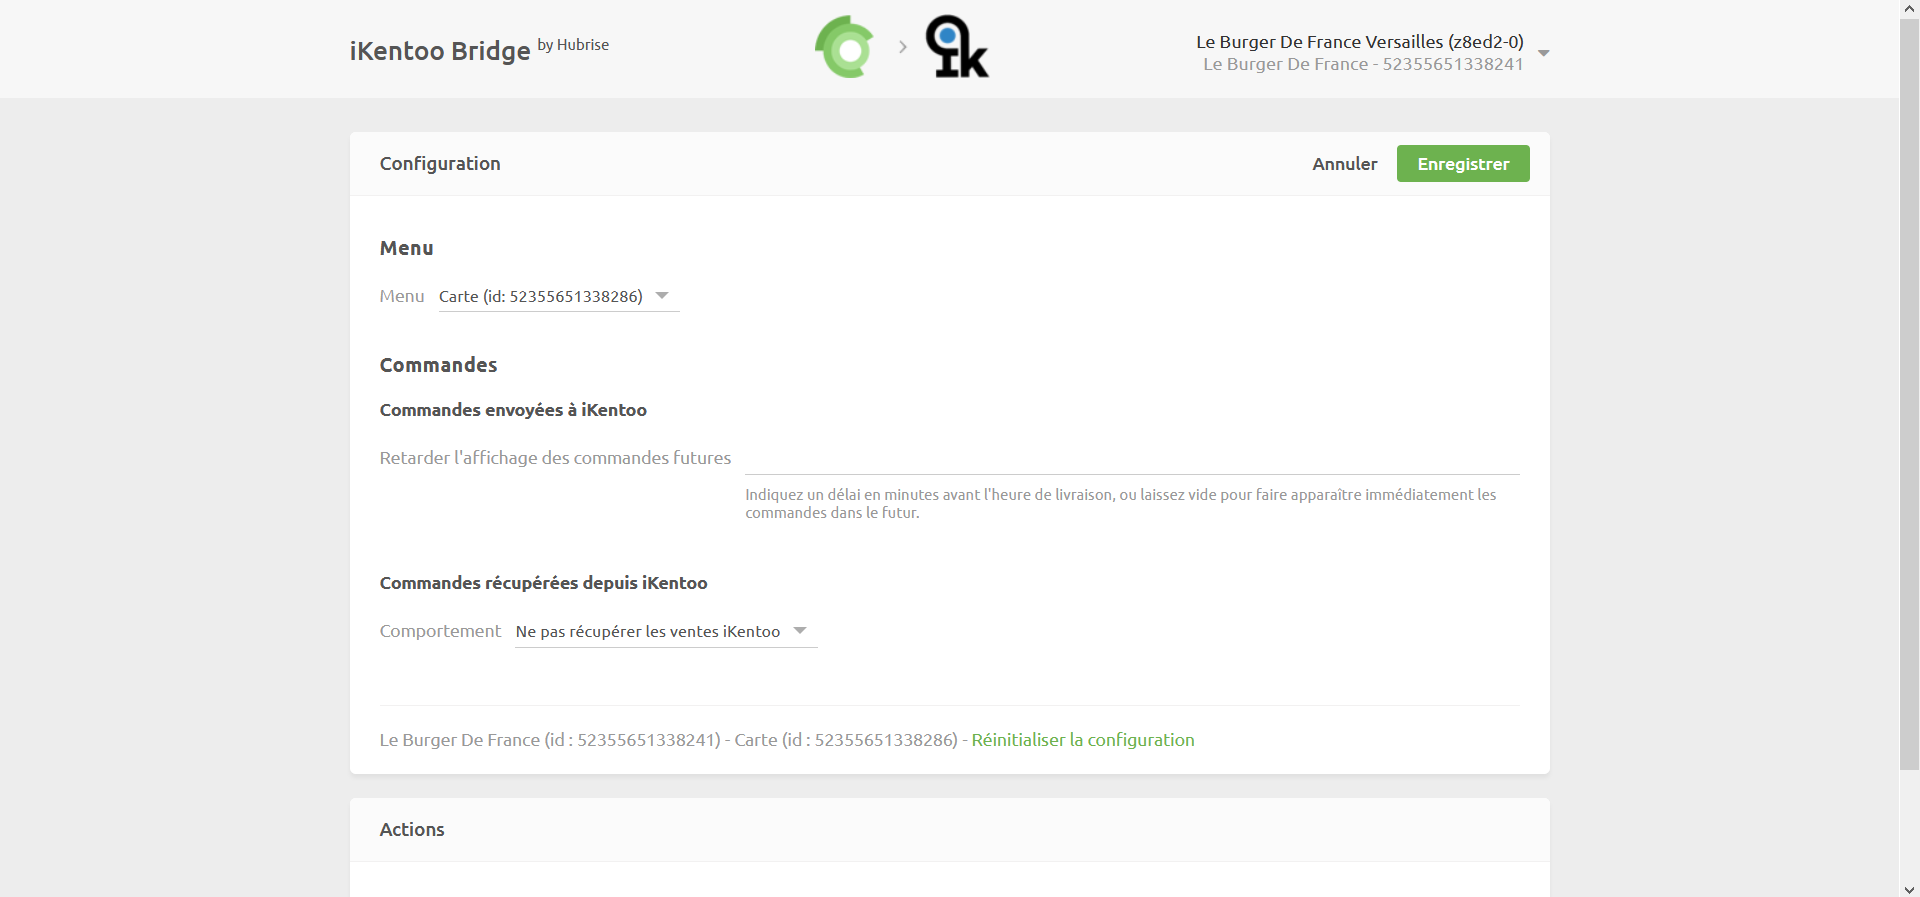 iKentoo Bridge by Hubrise
ik
Le Burger De France Versailles (z8ed2-0)
Le Burger De France - 52355651338241
Configuration
Annuler
Enregistrer
Menu
Menu Carte (id: 52355651338286)
Commandes
Commandes envoyées à iKentoo
Retarder l'affichage des commandes futures
Indiquez un délai en minutes avant l'heure de livraison, ou laissez vide pour faire apparaître immédiatement les
commandes dans le futur.
Commandes récupérées depuis iKentoo
Comportement Ne pas récupérer les ventes iKentoo
Le Burger De France (id : 52355651338241) - Carte (id : 52355651338286) - Réinitialiser la configuration
Actions